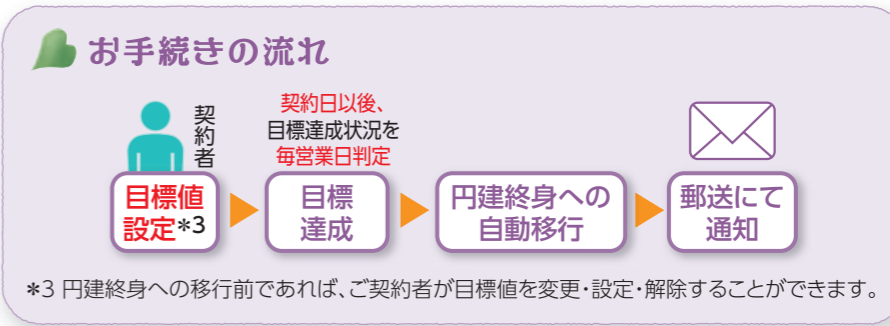 お手続きの流れ
契約者
契約日以後、
目標達成状況を
毎営業日判定
目標値
設定*3
目標
達成
円建終身への
自動移行
郵送にて
通知
*3 円建終身への移行前であれば、ご契約者が目標値を変更・設定・解除することができます。